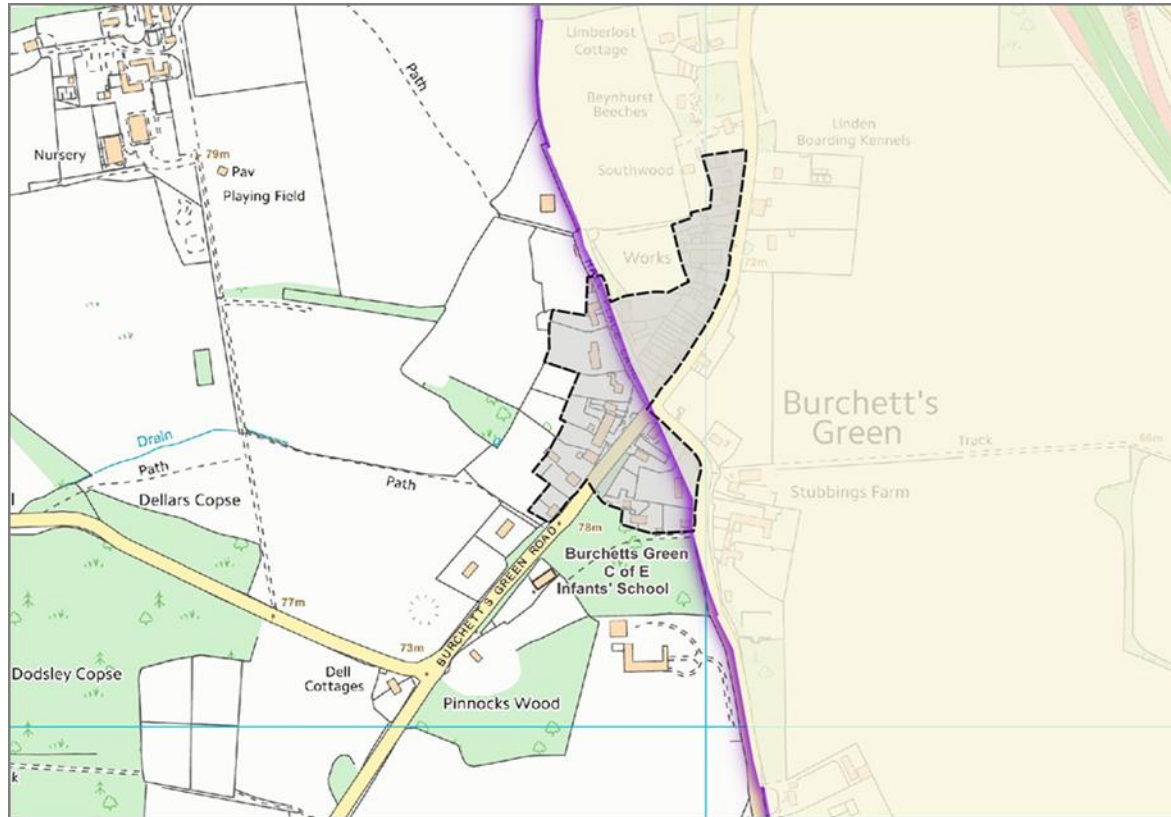 Limberlost
Cottage
A404
Path
Beynhurst
Beeches
Linden
Boarding Kennels
Nursery
79m
Pav
Southwood
Playing Field
Works
72m
Burchett's
Green
Drain
Track
66m
Path
Path
Dellars Copse
Stubbings Farm
78m
BURCHETT'S GREEN ROAD
Burchetts Green
C of E
Infants' School
77m
73m
Dodsley Copse
Dell
Cottages
Pinnocks Wood
k